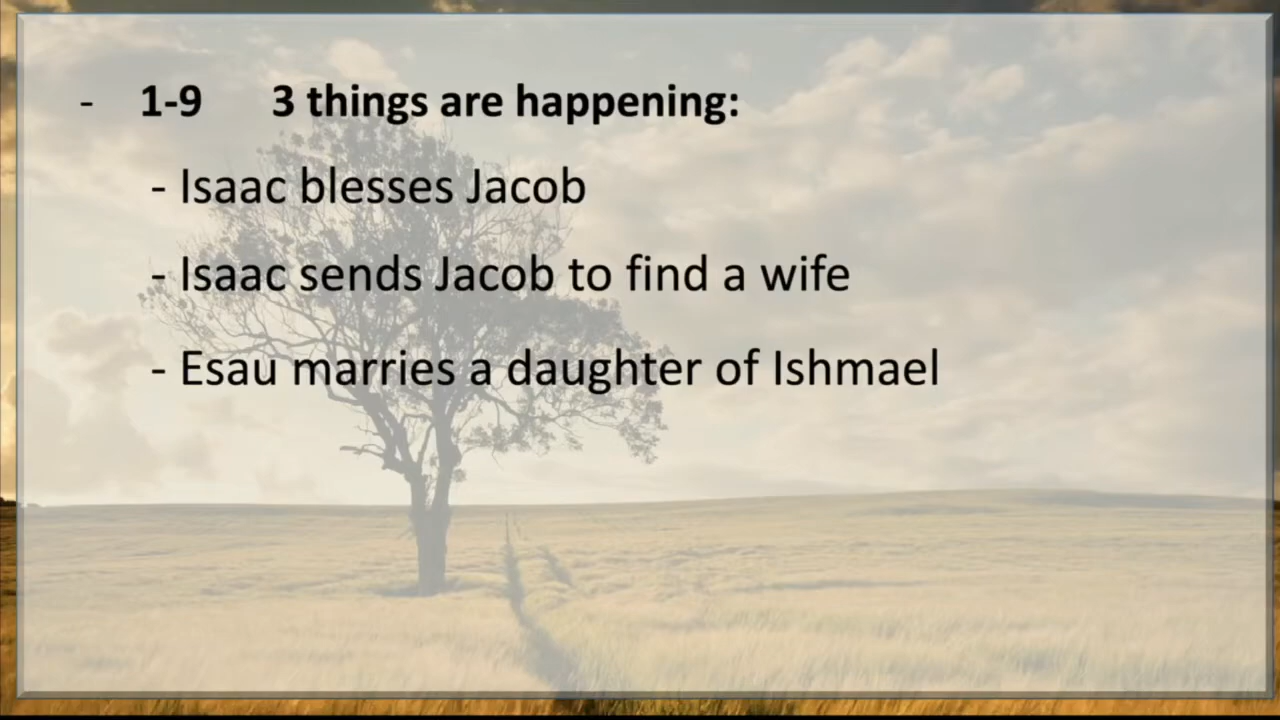 - 1-9 3 things are happening:
- Isaac blesses Jacob
- Isaac sends Jacob to find a wife
- Esau marries a daughter of Ishmael